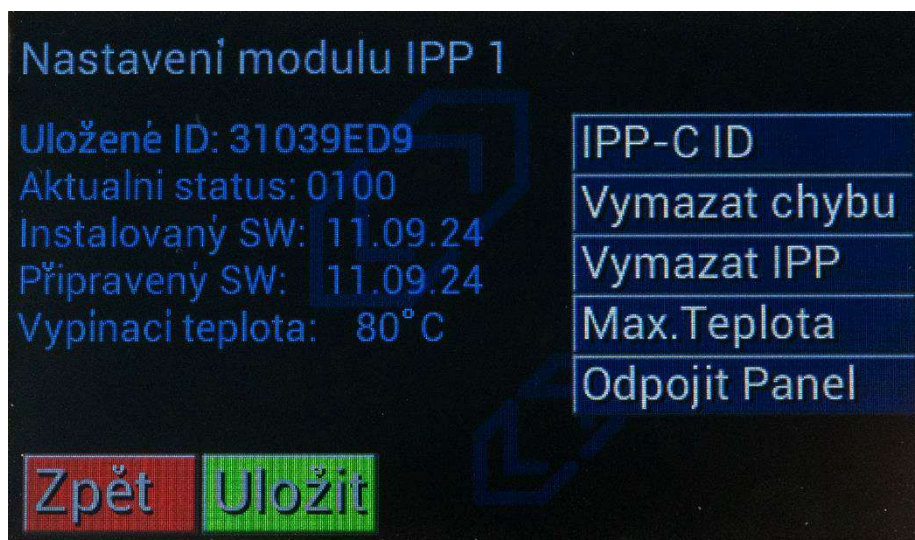 Nastavení modulu IPP 1
Uložené ID: 31039ED9
Aktualni status: 0100
Instalovaný SW: 11.09.24
Připravený SW: 11.09.24
Vypinaci teplota: 80°C
IPP-C ID
Vymazat chybu
Vymazat IPP
Max.Teplota
Odpojit Panel
Zpět
Uložit